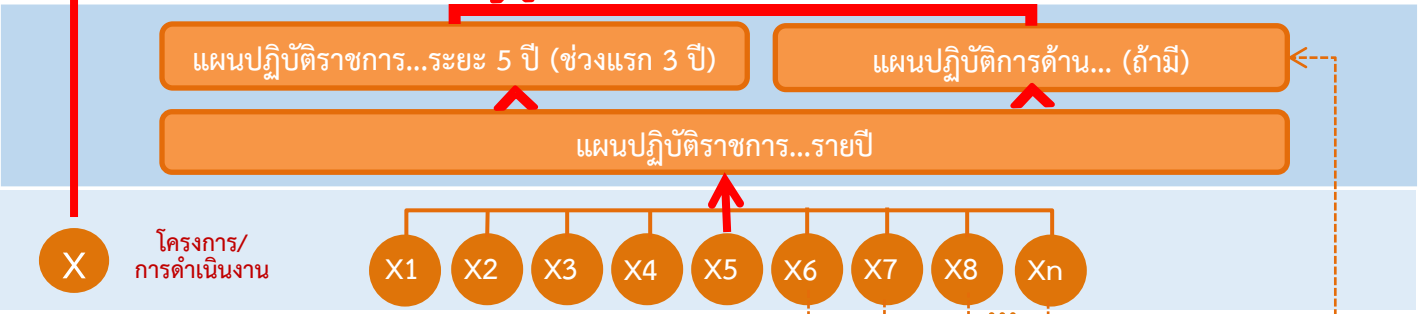 แผนปฏิบัติราชการ...ระยะ 5 ปี (ช่วงแรก 3 ปี)
แผนปฏิบัติการด้าน... (ถ้ามี)
แผนปฏิบัติราชการ...รายปี
X
โครงการ/
การดำเนินงาน
X1 X2 X3 X4 X5 X6 X7 X8 Xn